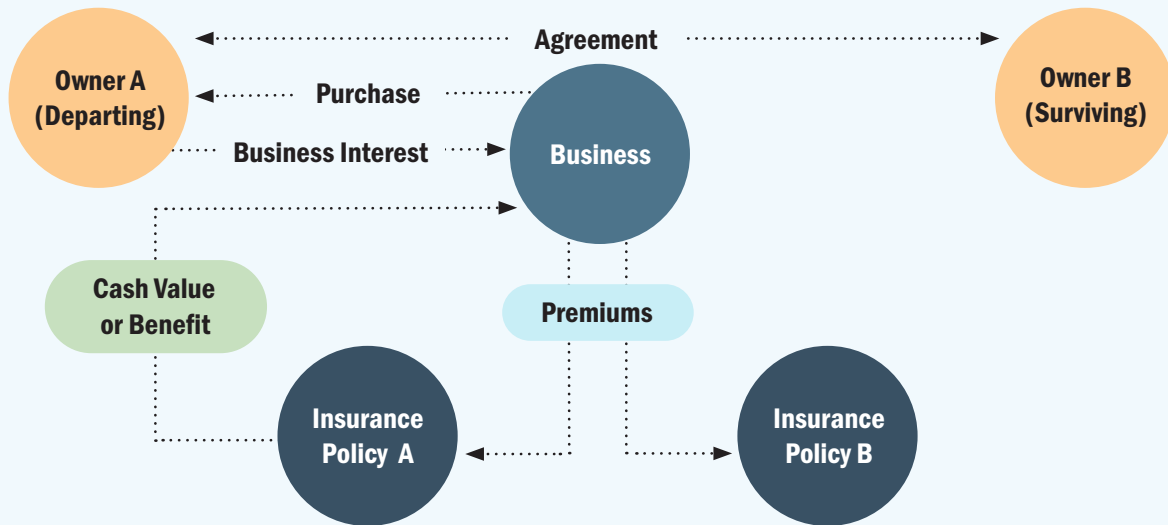 Agreement
Owner A
(Departing)
Owner B
(Surviving)
Purchase
Business Interest
Business
Cash Value
or Benefit
Premiums
Insurance
Policy A
Insurance
Policy B